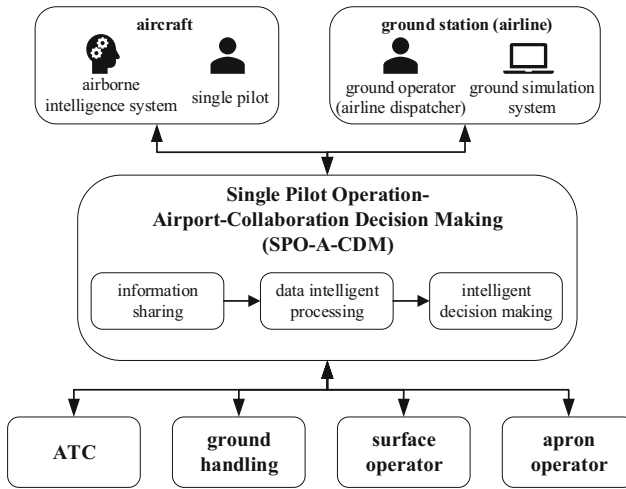 aircraft
airborne
intelligence system
single pilot
ground station (airline)
ground operator
(airline dispatcher)
ground simulation
system
Single Pilot Operation-
Airport-Collaboration Decision Making
(SPO-A-CDM)
information
sharing
data intelligent
processing
intelligent
decision making
ATC
ground
handling
surface
operator
apron
operator